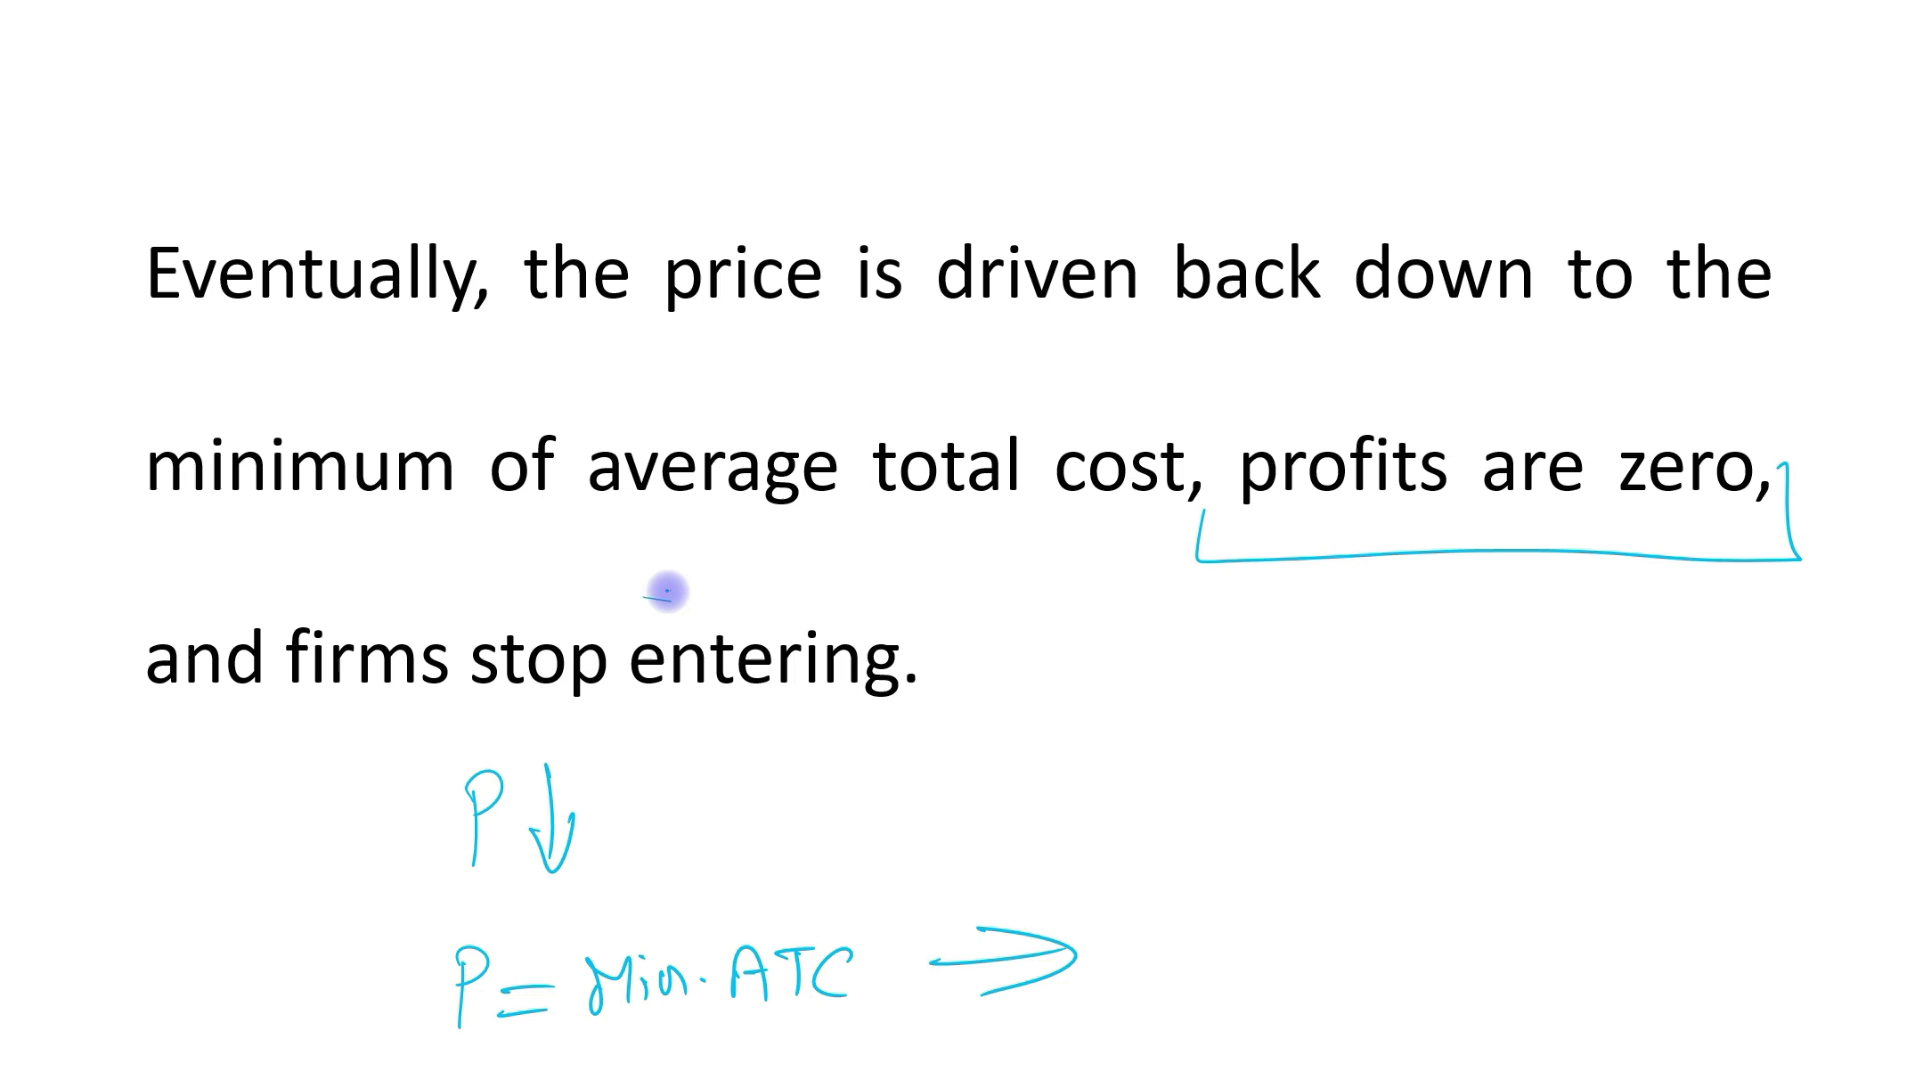 Eventually, the price is driven back down to the
minimum of average total cost, profits are zero,
and firms stop entering.
P ↓
P = Min. ATC →